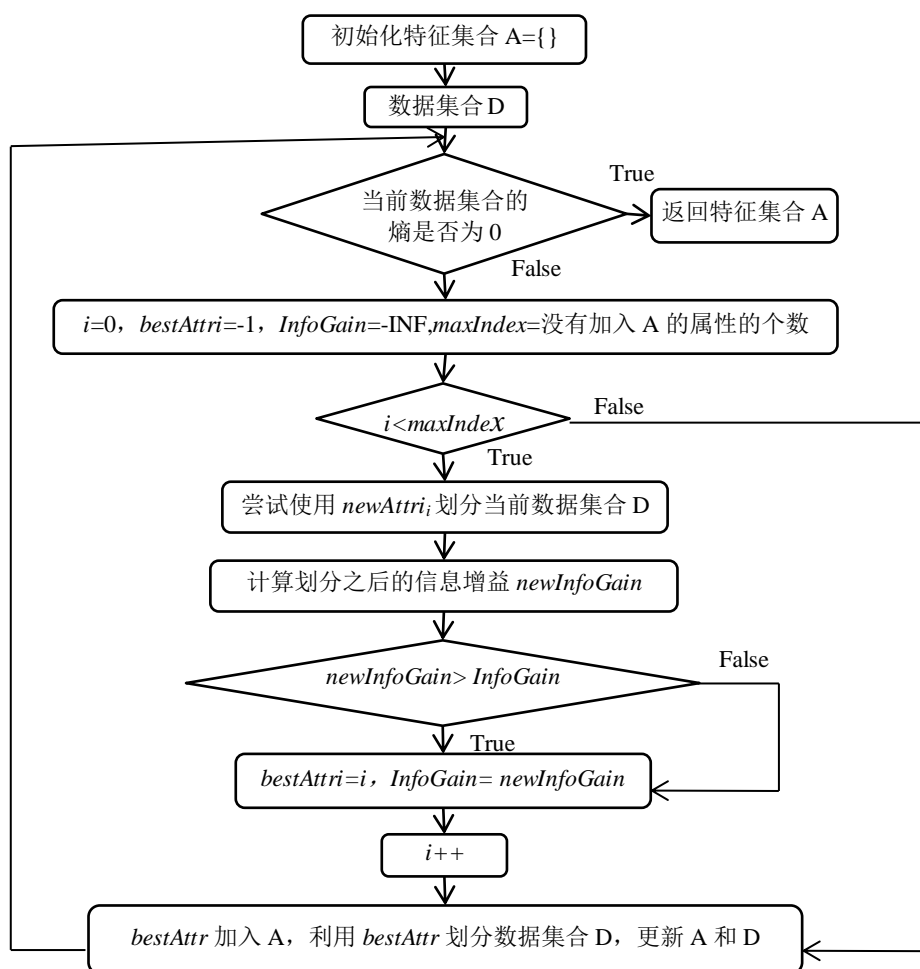 初始化特征集合 A={}
数据集合 D
当前数据集合的
熵是否为 0
True
返回特征集合 A
False
i=0，bestAttri=-1，InfoGain=-INF,maxIndex=没有加入 A 的属性的个数
i<maxIndex
False
True
尝试使用 newAttri_i 划分当前数据集合 D
计算划分之后的信息增益 newInfoGain
newInfoGain> InfoGain
False
True
bestAttri=i，InfoGain= newInfoGain
i++
bestAttr 加入 A，利用 bestAttr 划分数据集合 D，更新 A 和 D